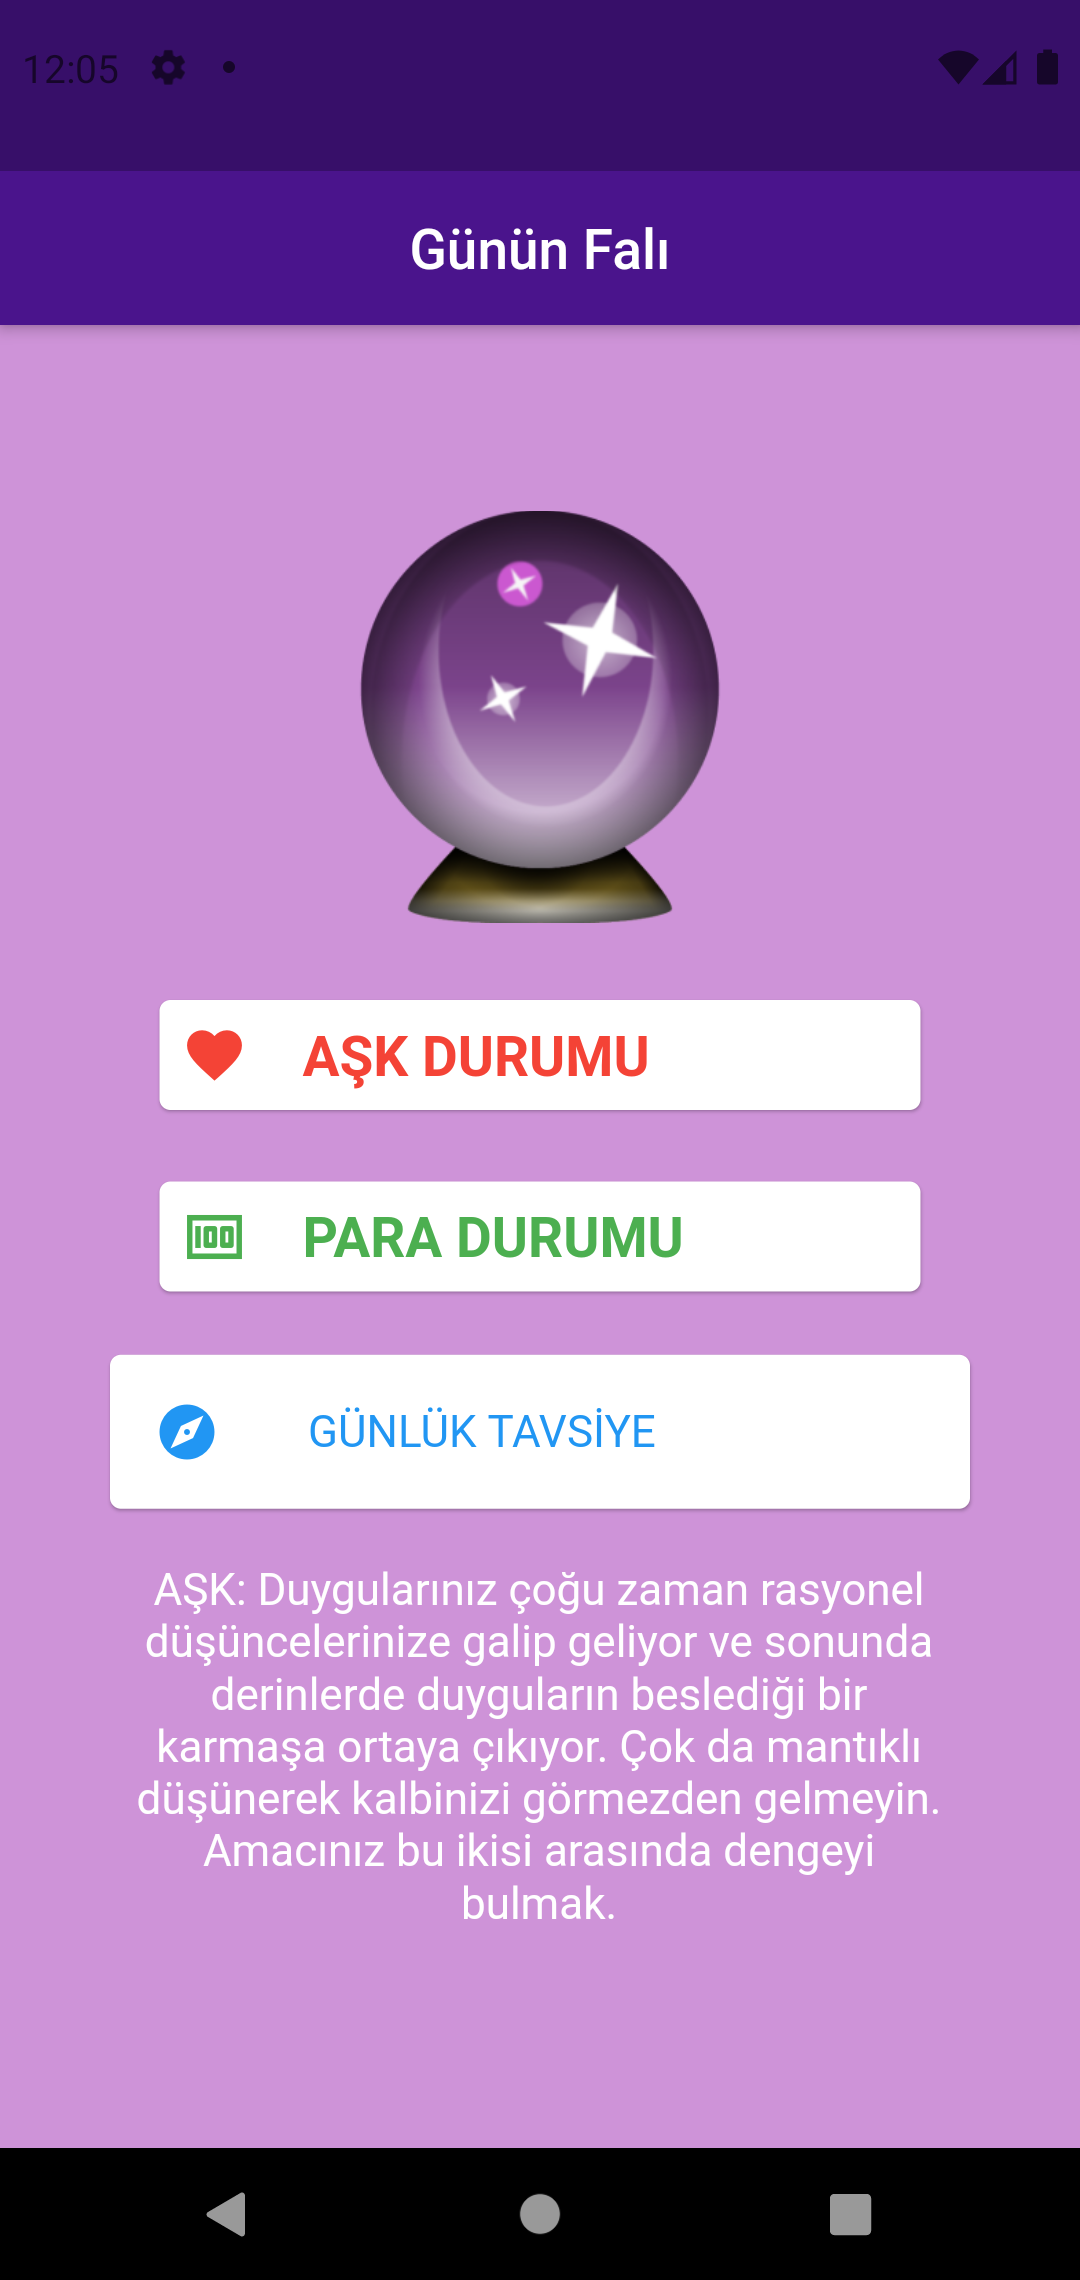 12:05
Günün Falı
AŞK DURUMU
100
PARA DURUMU
GÜNLÜK TAVSİYE
AŞK: Duygularınız çoğu zaman rasyonel
düşüncelerinize galip geliyor ve sonunda
derinlerde duyguların beslediği bir
karmaşa ortaya çıkıyor. Çok da mantıklı
düşünerek kalbinizi görmezden gelmeyin.
Amacınız bu ikisi arasında dengeyi
bulmak.